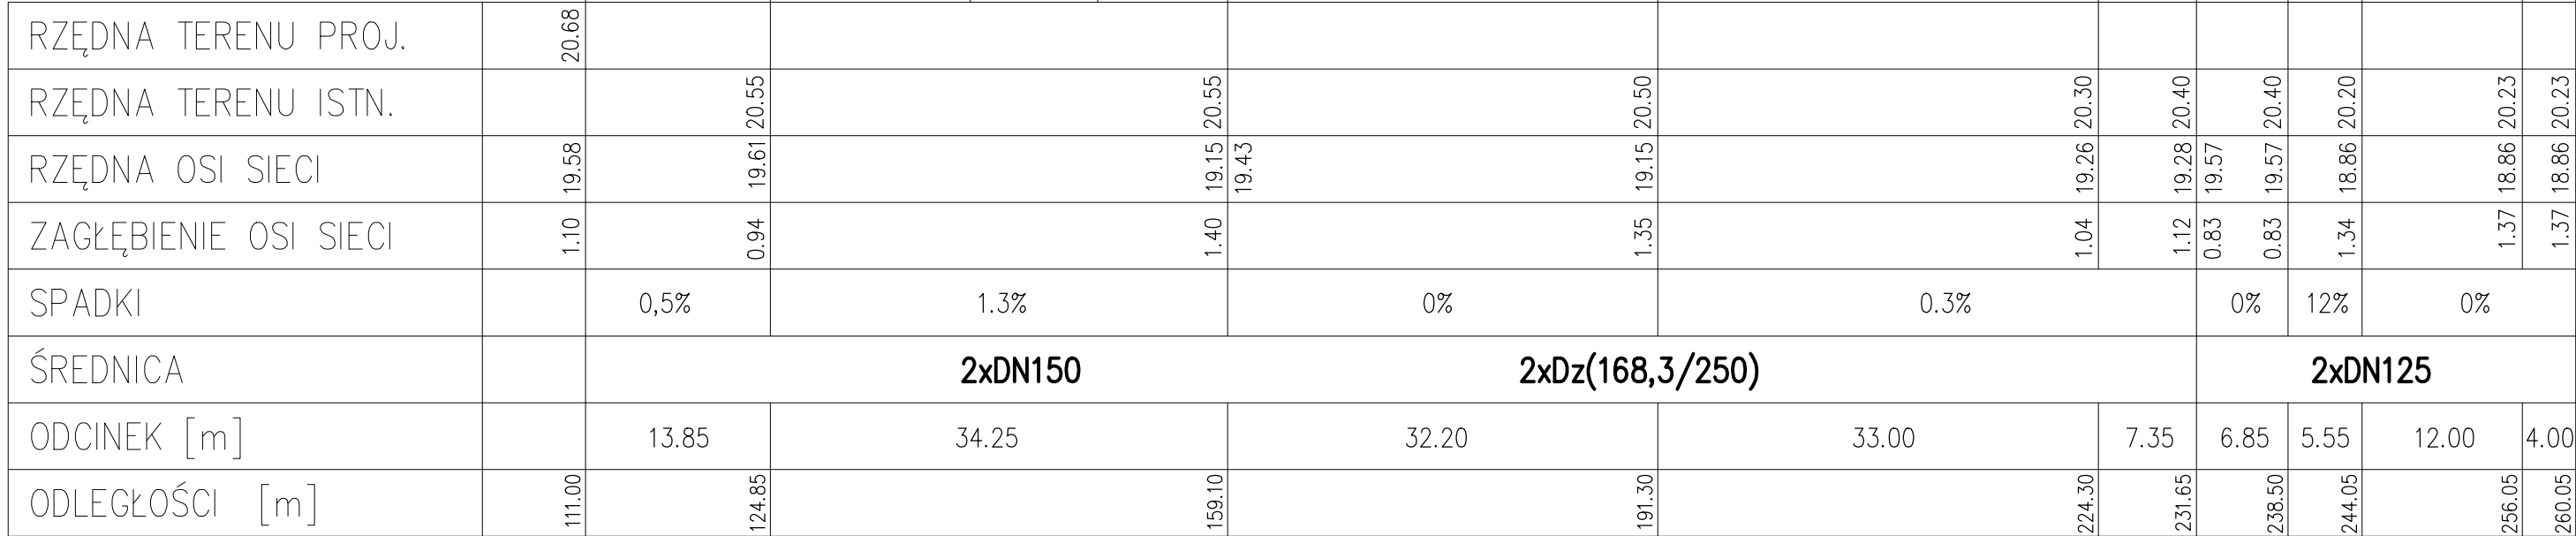 RZĘDNA TERENU PROJ. 20.68
RZĘDNA TERENU ISTN. 20.55 20.55 20.50 20.30 20.40 20.40 20.20 20.23 20.23
RZĘDNA OSI SIECI 19.58 19.61 19.15 19.43 19.15 19.26 19.28 19.57 19.57 18.86 18.86 18.86
ZAGŁĘBIENIE OSI SIECI 1.10 0.94 1.40 1.35 1.04 1.12 0.83 0.83 1.34 1.37 1.37
SPADKI 0,5% 1.3% 0% 0.3% 0% 12% 0%
ŚREDNICA 2xDN150 2xDz(168,3/250) 2xDN125
ODCINEK [m] 13.85 34.25 32.20 33.00 7.35 6.85 5.55 12.00 4.00
ODLEGŁOŚCI [m] 111.00 124.85 159.10 191.30 224.30 231.65 238.50 244.05 256.05 260.05